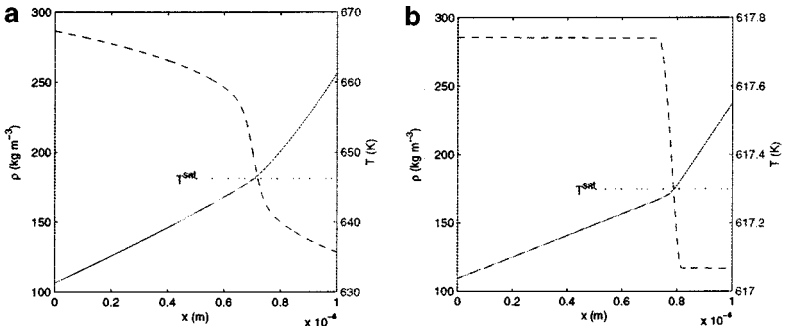 a
300
250
200
150
100
ρ (kg m⁻³)
T^sat
670
660
650
640
630
T (K)
0 0.2 0.4 0.6 0.8 1
x (m)
x 10⁻⁶
b
300
250
200
150
100
ρ (kg m⁻³)
T^sat
617.8
617.6
617.4
617.2
617
T (K)
0 0.2 0.4 0.6 0.8 1
x (m)
x 10⁻⁶